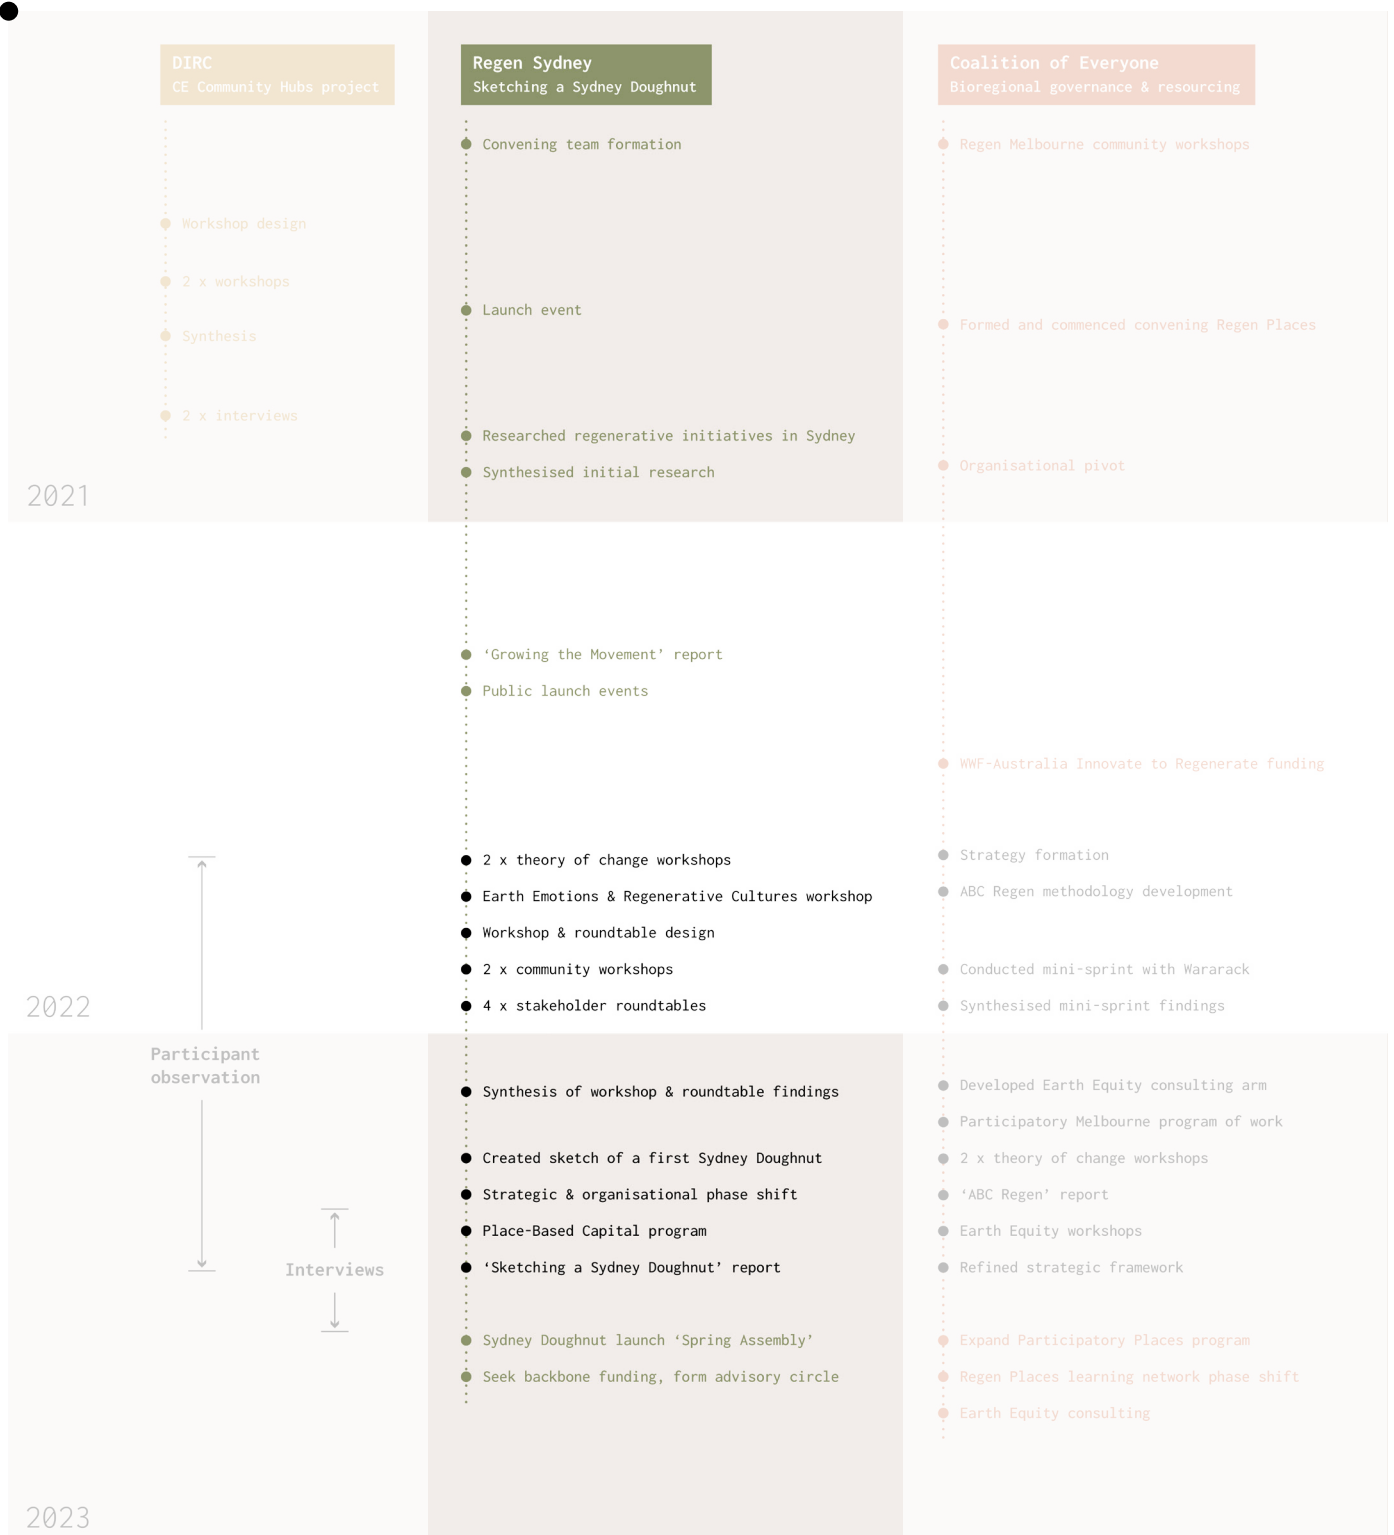 DIRC
CE Community Hubs project
Workshop design
2 x workshops
Synthesis
2 x interviews
Regen Sydney
Sketching a Sydney Doughnut
Convening team formation
Launch event
Researched regenerative initiatives in Sydney
Synthesised initial research
Coalition of Everyone
Bioregional governance & resourcing
Regen Melbourne community workshops
Formed and commenced convening Regen Places
Organisational pivot
2021
‘Growing the Movement’ report
Public launch events
2 x theory of change workshops
Earth Emotions & Regenerative Cultures workshop
Workshop & roundtable design
2 x community workshops
4 x stakeholder roundtables
WWF-Australia Innovate to Regenerate funding
Strategy formation
ABC Regen methodology development
Conducted mini-sprint with Wararack
Synthesised mini-sprint findings
2022
Participant
observation
Interviews
Synthesis of workshop & roundtable findings
Created sketch of a first Sydney Doughnut
Strategic & organisational phase shift
Place-Based Capital program
‘Sketching a Sydney Doughnut’ report
Sydney Doughnut launch ‘Spring Assembly’
Seek backbone funding, form advisory circle
Developed Earth Equity consulting arm
Participatory Melbourne program of work
2 x theory of change workshops
‘ABC Regen’ report
Earth Equity workshops
Refined strategic framework
Expand Participatory Places program
Regen Places learning network phase shift
Earth Equity consulting
2023